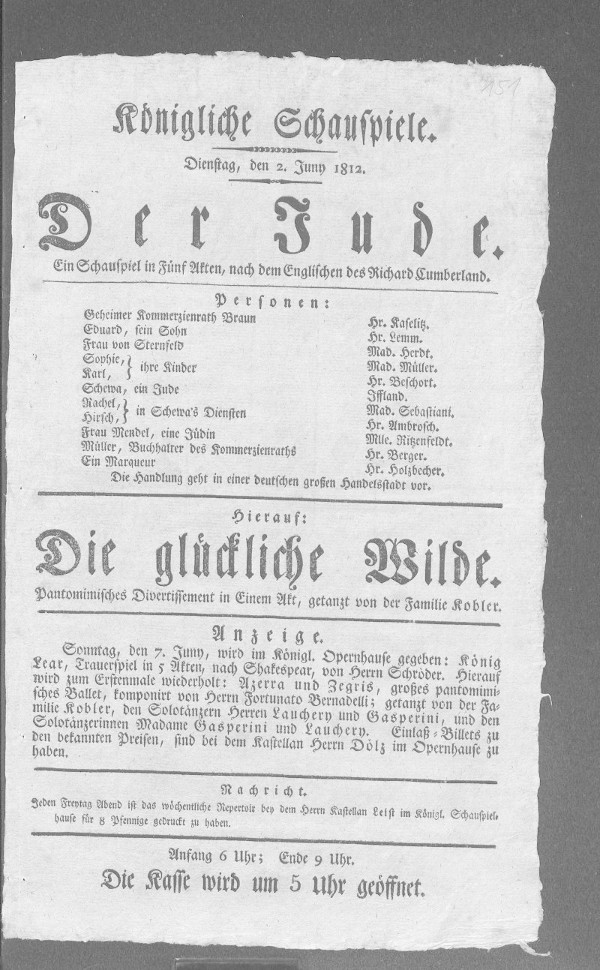 151
Königliche Schauspiele.
Dienstag, den 2. Juny 1812.
Der Jude.
Ein Schauspiel in Fünf Akten, nach dem Englischen des Richard Cumberland.
Personen:
Geheimer Kommerzienrath Braun Hr. Kaselitz.
Eduard, sein Sohn Hr. Lemm.
Frau von Sternfeld Mad. Herdt.
Sophie, } ihre Kinder Mad. Müller.
Karl, Hr. Beschort.
Schewa, ein Jude Iffland.
Rachel, } in Schewa's Diensten Mad. Sebastiani.
Hirsch, Hr. Ambrosch.
Frau Mendel, eine Jüdin Mlle. Ritzenfeldt.
Müller, Buchhalter des Kommerzienraths Hr. Berger.
Ein Marqueur Hr. Holzbecher.
Die Handlung geht in einer deutschen großen Handelsstadt vor.
Hierauf:
Die glückliche Wilde.
Pantomimisches Divertissement in Einem Akt, getanzt von der Familie Kobler.
Anzeige.
Sonntag, den 7. Juny, wird im Königl. Opernhause gegeben: König
Lear, Trauerspiel in 5 Akten, nach Shakespear, von Herrn Schröder. Hierauf
wird zum Erstenmale wiederholt: Azerra und Zegris, großes pantomimi-
sches Ballet, komponirt von Herrn Fortunato Bernadelli; getanzt von der Fa-
milie Kobler, den Solotänzern Herren Lauchery und Gasperini, und den
Solotänzerinnen Madame Gasperini und Lauchery. Einlaß-Billets zu
den bekannten Preisen, sind bei dem Kastellan Herrn Dölz im Opernhause zu
haben.
Nachricht.
Jeden Freytag Abend ist das wöchentliche Repertoir bey dem Herrn Kastellan Leist im Königl. Schauspiel-
hause für 8 Pfennige gedruckt zu haben.
Anfang 6 Uhr; Ende 9 Uhr.
Die Kasse wird um 5 Uhr geöffnet.